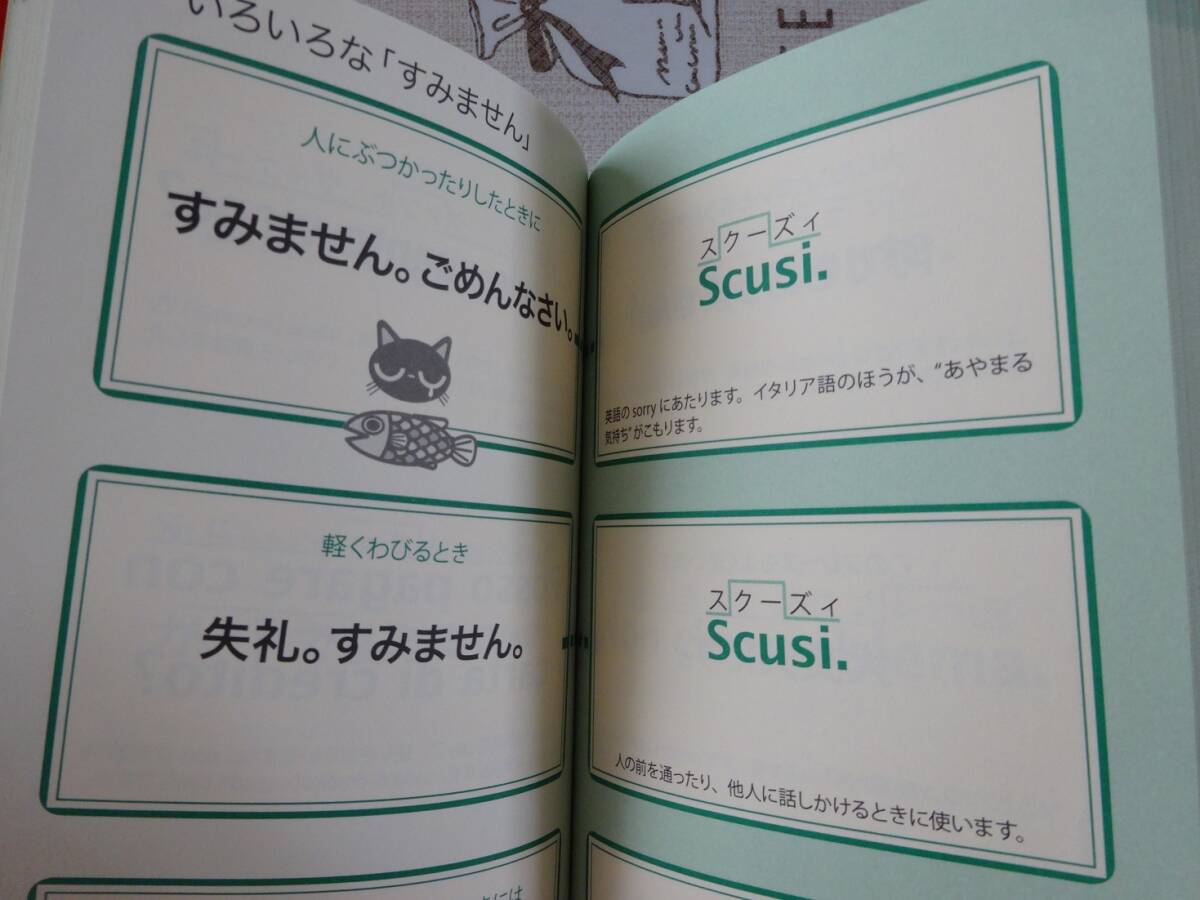 いろいろな「すみません」
人にぶつかったりしたときに
すみません。ごめんなさい。
スクーズィ
Scusi.
英語の sorry にあたります。イタリア語のほうが、“あやまる
気持ち”がこもります。
軽くわびるとき
失礼。すみません。
スクーズィ
Scusi.
人の前を通ったり、他人に話しかけるときに使います。